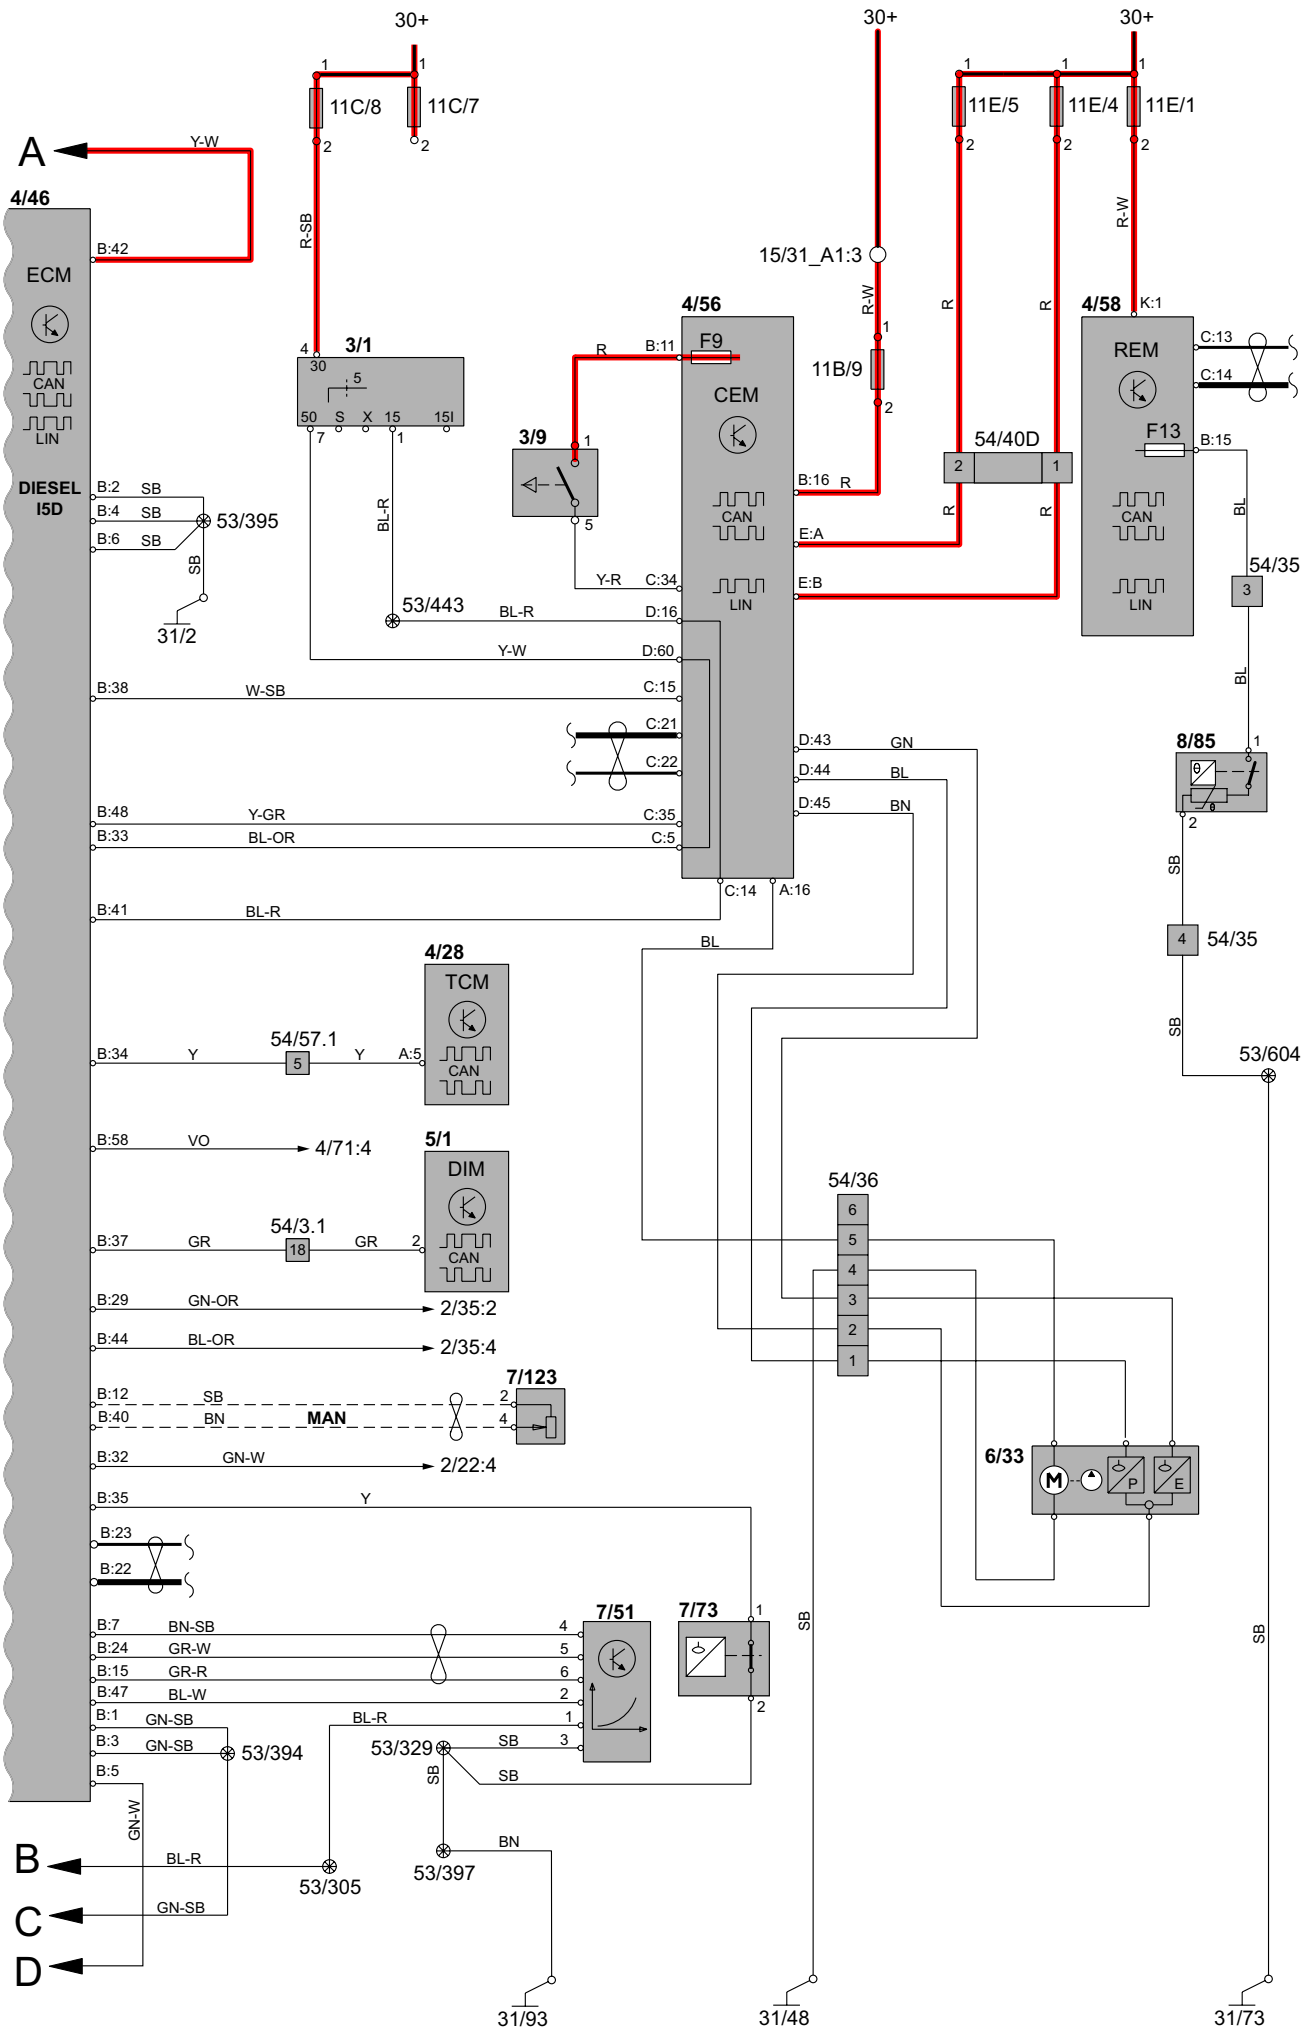 30+
30+
30+
1
1
1
1
1
11C/8
11C/7
11E/5
11E/4
11E/1
2
2
2
2
2
A
Y-W
R-SB
R-W
4/46
B:42
ECM
CAN
LIN
DIESEL
I5D
15/31_A1:3
R-W
1
11B/9
2
R
R
4/56
B:11
F9
CEM
CAN
LIN
B:16
R
E:A
E:B
4/58
K:1
REM
C:13
C:14
F13
B:15
CAN
LIN
54/40D
2
1
R
R
BL
54/35
3
BL
3/1
4
30
5
50
S
X
15
15I
7
1
BL-R
R
3/9
1
5
Y-R
C:34
B:2
SB
B:4
SB
53/395
B:6
SB
SB
31/2
53/443
BL-R
D:16
Y-W
D:60
B:38
W-SB
C:15
C:21
C:22
D:43
GN
D:44
BL
D:45
BN
8/85
1
θ
θ
2
SB
B:48
Y-GR
C:35
B:33
BL-OR
C:5
C:14
A:16
B:41
BL-R
BL
4
54/35
SB
53/604
4/28
TCM
CAN
54/57.1
B:34
Y
5
Y
A:5
B:58
VO
4/71:4
5/1
DIM
CAN
54/3.1
B:37
GR
18
GR
2
54/36
6
5
4
3
2
1
B:29
GN-OR
2/35:2
B:44
BL-OR
2/35:4
7/123
B:12
SB
2
B:40
BN
MAN
4
B:32
GN-W
2/22:4
6/33
M
P
E
B:35
Y
B:23
B:22
7/51
7/73
1
2
B:7
BN-SB
4
B:24
GR-W
5
B:15
GR-R
6
B:47
BL-W
2
B:1
GN-SB
BL-R
1
B:3
GN-SB
53/394
53/329
SB
3
B:5
SB
SB
GN-W
SB
SB
B
BL-R
53/305
53/397
BN
C
GN-SB
D
31/93
31/48
31/73